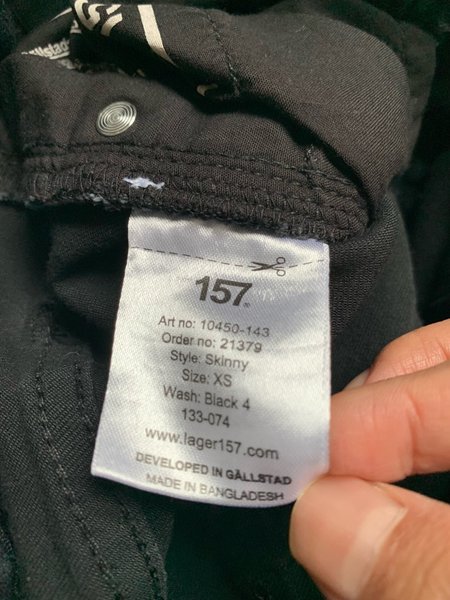 157
Art no: 10450-143
Order no: 21379
Style: Skinny
Size: XS
Wash: Black 4
133-074
www.lager157.com
DEVELOPED IN GÄLLSTAD
MADE IN BANGLADESH